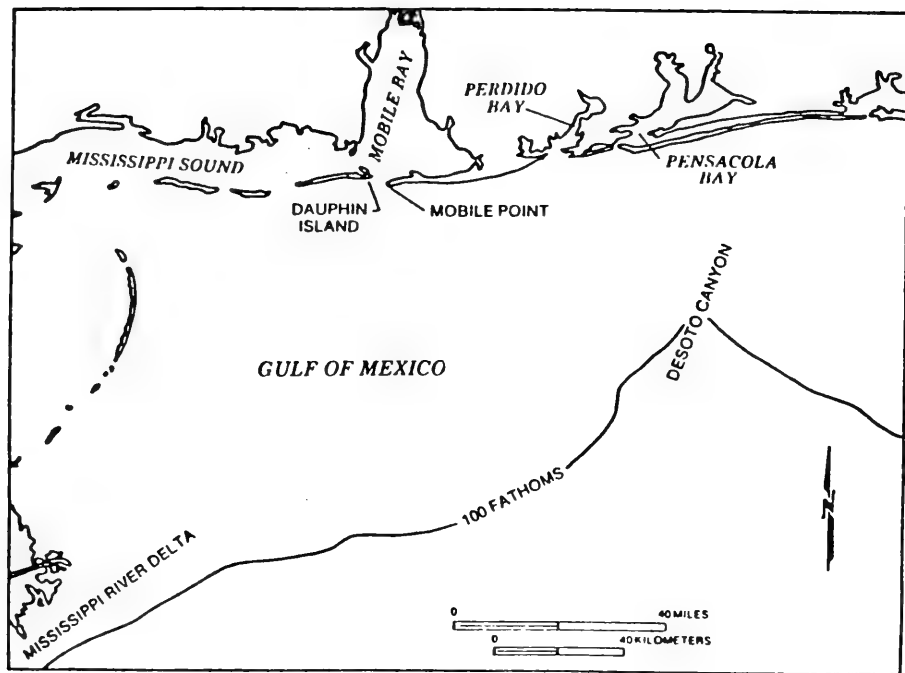 MOBILE BAY
PERDIDO
BAY
MISSISSIPPI SOUND
PENSACOLA
BAY
DAUPHIN
ISLAND
MOBILE POINT
DESOTO CANYON
GULF OF MEXICO
100 FATHOMS
N
MISSISSIPPI RIVER DELTA
0 40 MILES
0 40 KILOMETERS